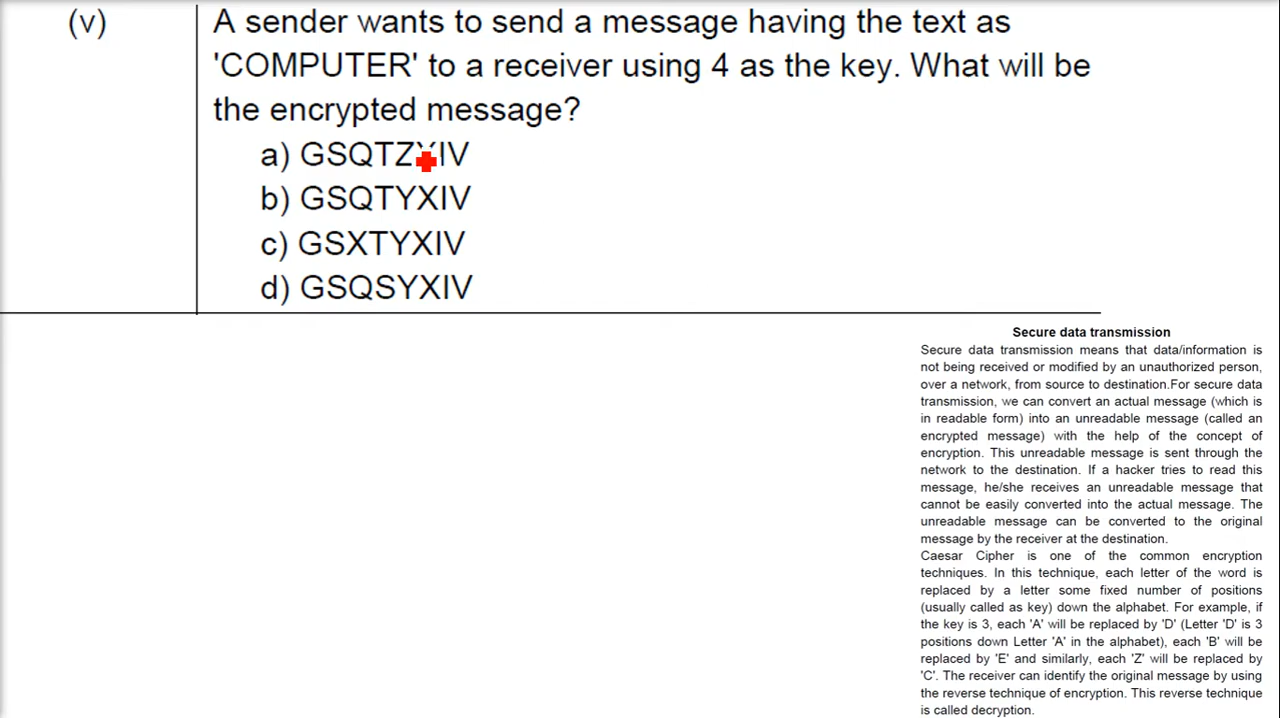 (v) A sender wants to send a message having the text as
'COMPUTER' to a receiver using 4 as the key. What will be
the encrypted message?
a) GSQTZYIV
b) GSQTYXIV
c) GSXTYXIV
d) GSQSYXIV
Secure data transmission
Secure data transmission means that data/information is
not being received or modified by an unauthorized person,
over a network, from source to destination.For secure data
transmission, we can convert an actual message (which is
in readable form) into an unreadable message (called an
encrypted message) with the help of the concept of
encryption. This unreadable message is sent through the
network to the destination. If a hacker tries to read this
message, he/she receives an unreadable message that
cannot be easily converted into the actual message. The
unreadable message can be converted to the original
message by the receiver at the destination.
Caesar Cipher is one of the common encryption
techniques. In this technique, each letter of the word is
replaced by a letter some fixed number of positions
(usually called as key) down the alphabet. For example, if
the key is 3, each 'A' will be replaced by 'D' (Letter 'D' is 3
positions down Letter 'A' in the alphabet), each 'B' will be
replaced by 'E' and similarly, each 'Z' will be replaced by
'C'. The receiver can identify the original message by using
the reverse technique of encryption. This reverse technique
is called decryption.